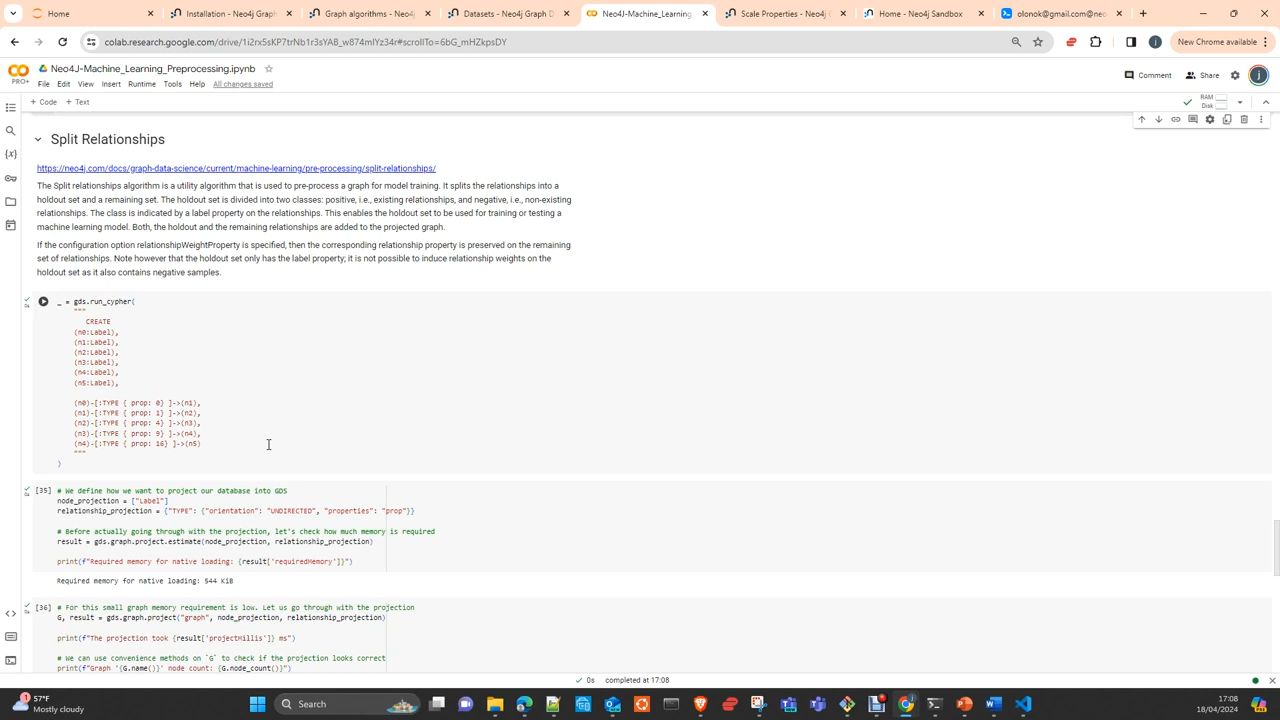 Home
Installation - Neo4j Graph
Graph algorithms - Neo4j
Datasets - Neo4j Graph D
Neo4J-Machine_Learning_
Scale Properties - Neo4j
Home - Neo4j Sandbox
olonok@gmail.com@neo
colab.research.google.com/drive/1i2rx5sKP7trNb1r3sYAB_w874mIYz34r#scrollTo=6bG_mHZkpsDY
New Chrome available
Neo4J-Machine_Learning_Preprocessing.ipynb
PRO+
File Edit View Insert Runtime Tools Help All changes saved
Comment Share
+ Code + Text
RAM
Disk
Split Relationships
https://neo4j.com/docs/graph-data-science/current/machine-learning/pre-processing/split-relationships/
The Split relationships algorithm is a utility algorithm that is used to pre-process a graph for model training. It splits the relationships into a
holdout set and a remaining set. The holdout set is divided into two classes: positive, i.e., existing relationships, and negative, i.e., non-existing
relationships. The class is indicated by a label property on the relationships. This enables the holdout set to be used for training or testing a
machine learning model. Both, the holdout and the remaining relationships are added to the projected graph.
If the configuration option relationshipWeightProperty is specified, then the corresponding relationship property is preserved on the remaining
set of relationships. Note however that the holdout set only has the label property; it is not possible to induce relationship weights on the
holdout set as it also contains negative samples.
_ = gds.run_cypher(
"""
CREATE
(n0:Label),
(n1:Label),
(n2:Label),
(n3:Label),
(n4:Label),
(n5:Label),
(n0)-[:TYPE { prop: 0} ]->(n1),
(n1)-[:TYPE { prop: 1} ]->(n2),
(n2)-[:TYPE { prop: 4} ]->(n3),
(n3)-[:TYPE { prop: 9} ]->(n4),
(n4)-[:TYPE { prop: 16} ]->(n5)
"""
)
[35] # We define how we want to project our database into GDS
node_projection = ["Label"]
relationship_projection = {"TYPE": {"orientation": "UNDIRECTED", "properties": "prop"}}
# Before actually going through with the projection, let's check how much memory is required
result = gds.graph.project.estimate(node_projection, relationship_projection)
print(f"Required memory for native loading: {result['requiredMemory']}")
Required memory for native loading: 544 KiB
[36] # For this small graph memory requirement is low. Let us go through with the projection
G, result = gds.graph.project("graph", node_projection, relationship_projection)
print(f"The projection took {result['projectMillis']} ms")
# We can use convenience methods on `G` to check if the projection looks correct
print(f"Graph '{G.name()}' node count: {G.node_count()}")
0s completed at 17:08
57°F
Mostly cloudy
Search
17:08
18/04/2024